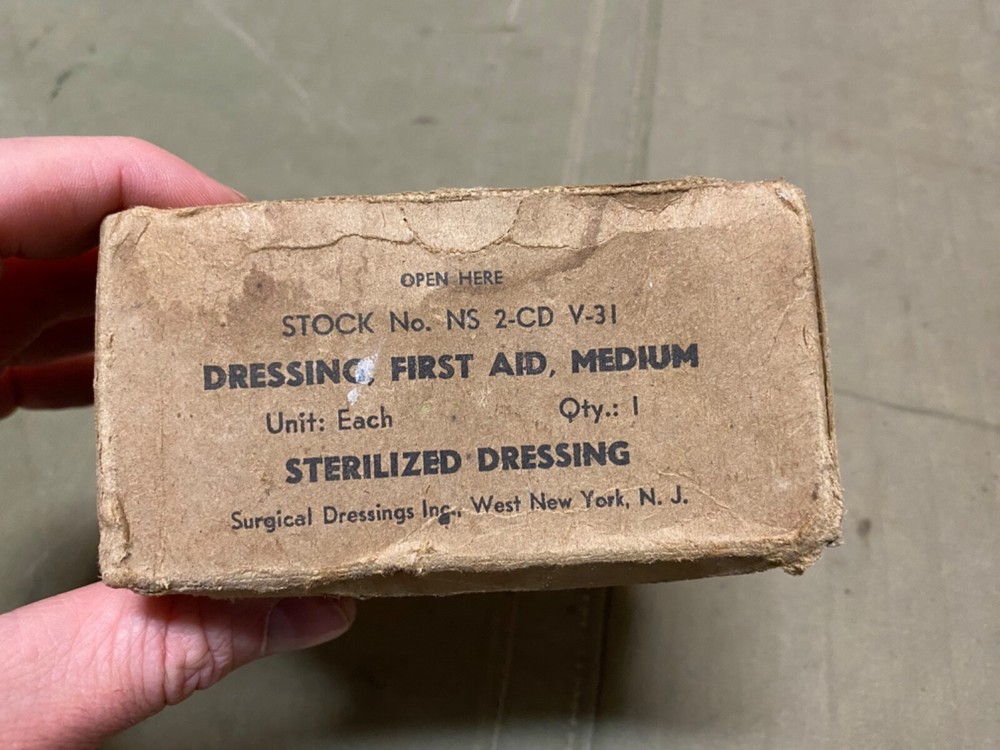 OPEN HERE
STOCK No. NS 2-CD V-31
DRESSING, FIRST AID, MEDIUM
Unit: Each Qty.: 1
STERILIZED DRESSING
Surgical Dressings Inc., West New York, N. J.